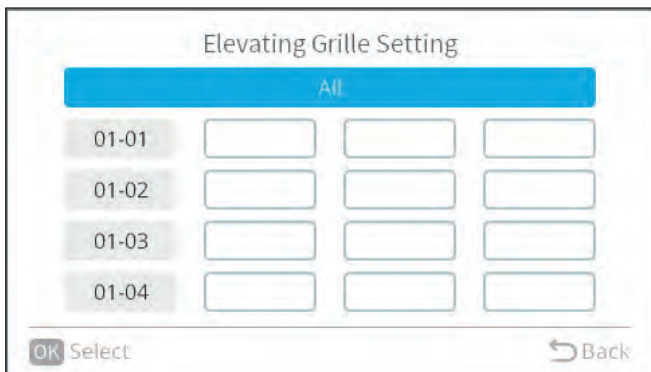 Elevating Grille Setting
All
01-01
01-02
01-03
01-04
OK Select Back